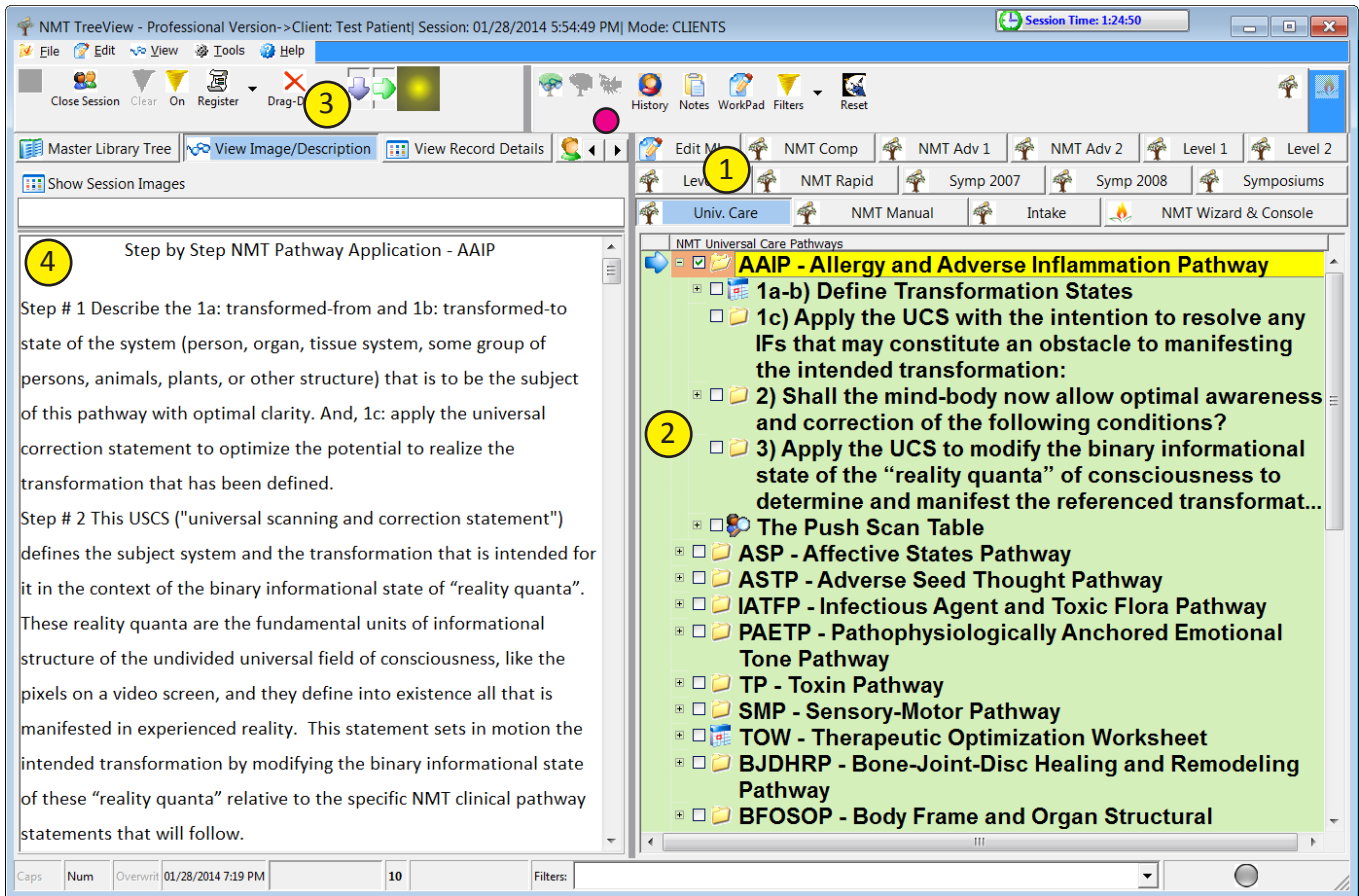 NMT TreeView - Professional Version->Client: Test Patient| Session: 01/28/2014 5:54:49 PM| Mode: CLIENTS
Session Time: 1:24:50
File Edit View Tools Help
Close Session Clear On Register Drag-D
3
History Notes WorkPad Filters Reset
Master Library Tree View Image/Description View Record Details
Edit NMT Comp NMT Adv 1 NMT Adv 2 Level 1 Level 2
1
Show Session Images
NMT Rapid Symp 2007 Symp 2008 Symposiums
Univ. Care NMT Manual Intake NMT Wizard & Console
4
Step by Step NMT Pathway Application - AAIP
Step # 1 Describe the 1a: transformed-from and 1b: transformed-to
state of the system (person, organ, tissue system, some group of
persons, animals, plants, or other structure) that is to be the subject
of this pathway with optimal clarity. And, 1c: apply the universal
correction statement to optimize the potential to realize the
transformation that has been defined.
Step # 2 This USCS ("universal scanning and correction statement")
defines the subject system and the transformation that is intended for
it in the context of the binary informational state of “reality quanta”.
These reality quanta are the fundamental units of informational
structure of the undivided universal field of consciousness, like the
pixels on a video screen, and they define into existence all that is
manifested in experienced reality. This statement sets in motion the
intended transformation by modifying the binary informational state
of these “reality quanta” relative to the specific NMT clinical pathway
statements that will follow.
NMT Universal Care Pathways
AAIP - Allergy and Adverse Inflammation Pathway
1a-b) Define Transformation States
1c) Apply the UCS with the intention to resolve any
IFs that may constitute an obstacle to manifesting
the intended transformation:
2) Shall the mind-body now allow optimal awareness
and correction of the following conditions?
2
3) Apply the UCS to modify the binary informational
state of the “reality quanta” of consciousness to
determine and manifest the referenced transformat...
The Push Scan Table
ASP - Affective States Pathway
ASTP - Adverse Seed Thought Pathway
IATFP - Infectious Agent and Toxic Flora Pathway
PAETP - Pathophysiologically Anchored Emotional
Tone Pathway
TP - Toxin Pathway
SMP - Sensory-Motor Pathway
TOW - Therapeutic Optimization Worksheet
BJDHRP - Bone-Joint-Disc Healing and Remodeling
Pathway
BFOSOP - Body Frame and Organ Structural
Caps Num Overwrit 01/28/2014 7:19 PM 10 Filters: